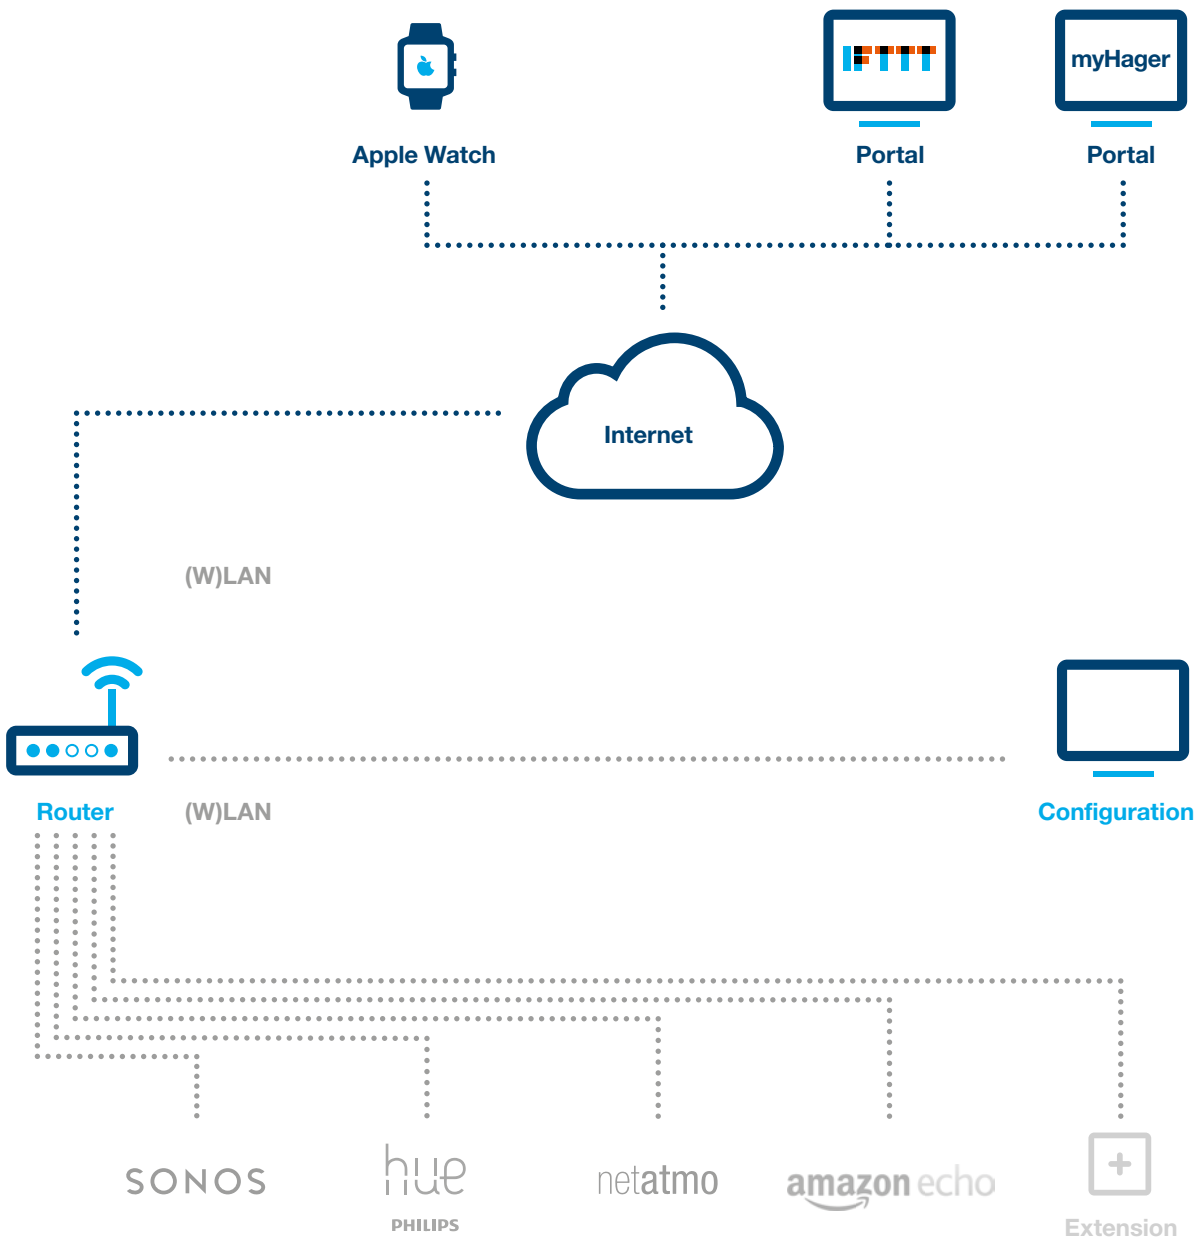 IFTTT
myHager
Apple Watch
Portal
Portal
Internet
(W)LAN
Router
(W)LAN
Configuration
SONOS
hue
PHILIPS
netatmo
amazon echo
Extension